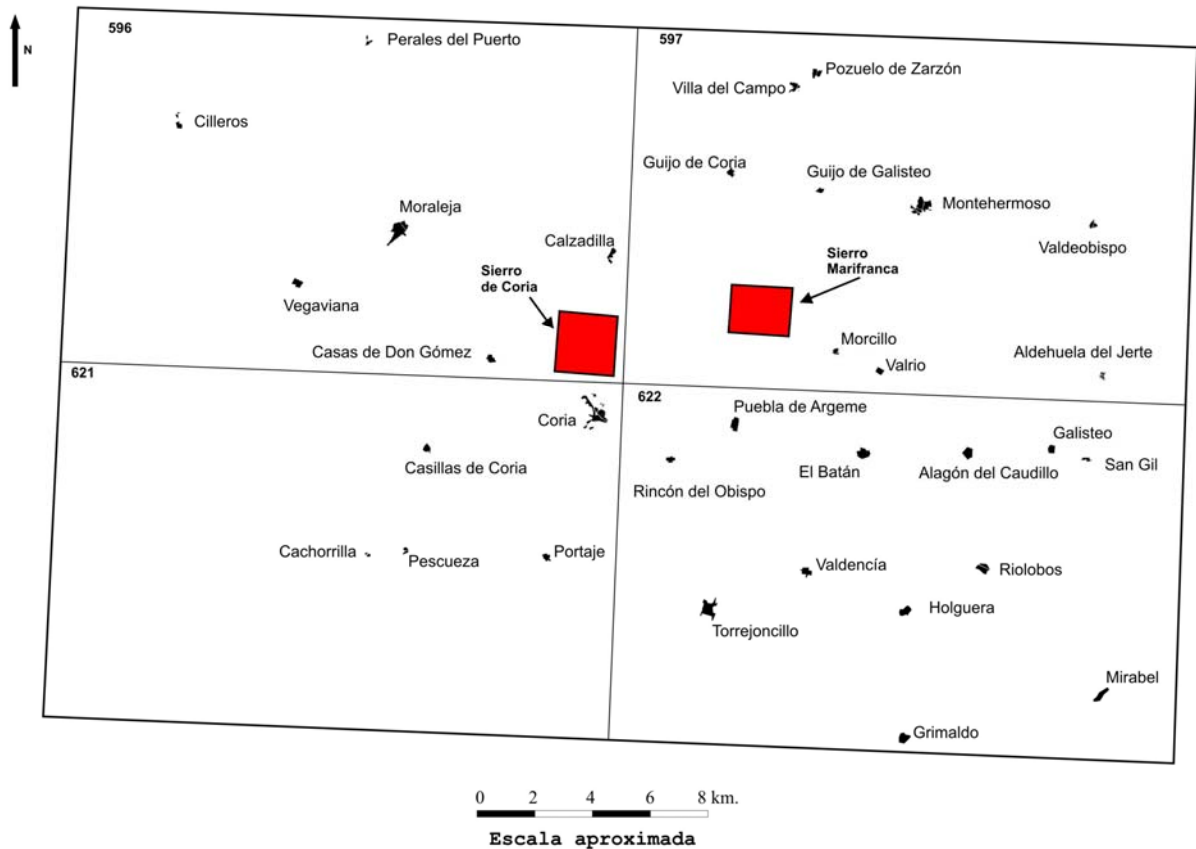 596
Perales del Puerto
597
N
Pozuelo de Zarzón
Villa del Campo
Cilleros
Guijo de Coria
Guijo de Galisteo
Montehermoso
Moraleja
Calzadilla
Valdeobispo
Sierro
de Coria
Sierro
Marifranca
Vegaviana
Casas de Don Gómez
Morcillo
Valrio
Aldehuela del Jerte
621
622
Coria
Puebla de Argeme
Casillas de Coria
Rincón del Obispo
El Batán
Alagón del Caudillo
Galisteo
San Gil
Cachorrilla
Pescueza
Portaje
Valdencía
Riolobos
Holguera
Torrejoncillo
Mirabel
Grimaldo
0 2 4 6 8 km.
Escala aproximada